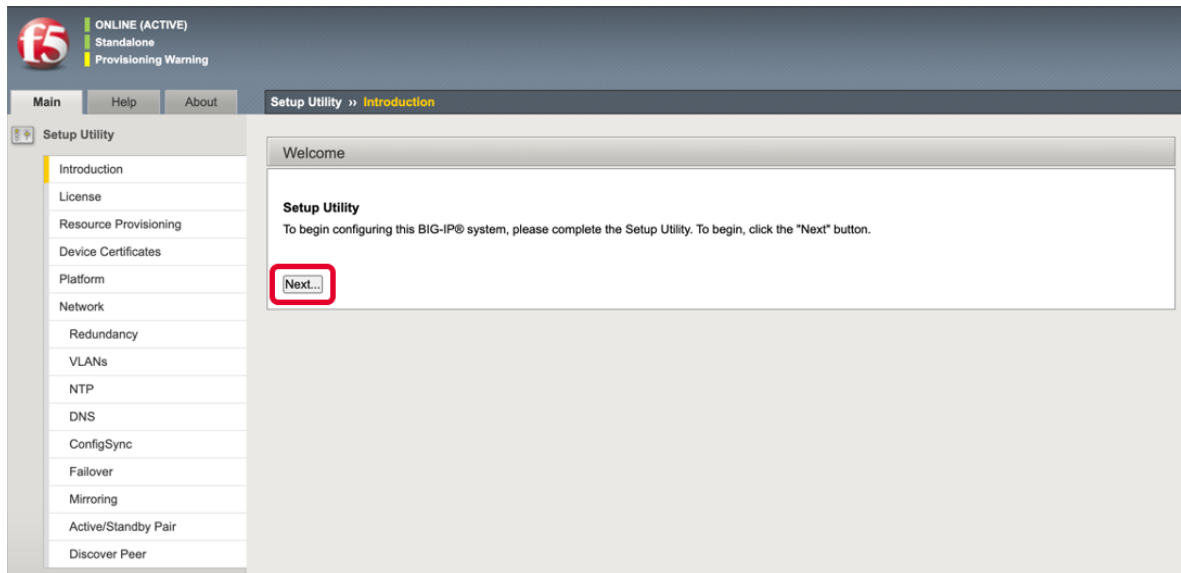 f5
ONLINE (ACTIVE)
Standalone
Provisioning Warning
Main
Help
About
Setup Utility ›› Introduction
Setup Utility
Introduction
License
Resource Provisioning
Device Certificates
Platform
Network
Redundancy
VLANs
NTP
DNS
ConfigSync
Failover
Mirroring
Active/Standby Pair
Discover Peer
Welcome
Setup Utility
To begin configuring this BIG-IP® system, please complete the Setup Utility. To begin, click the "Next" button.
Next...